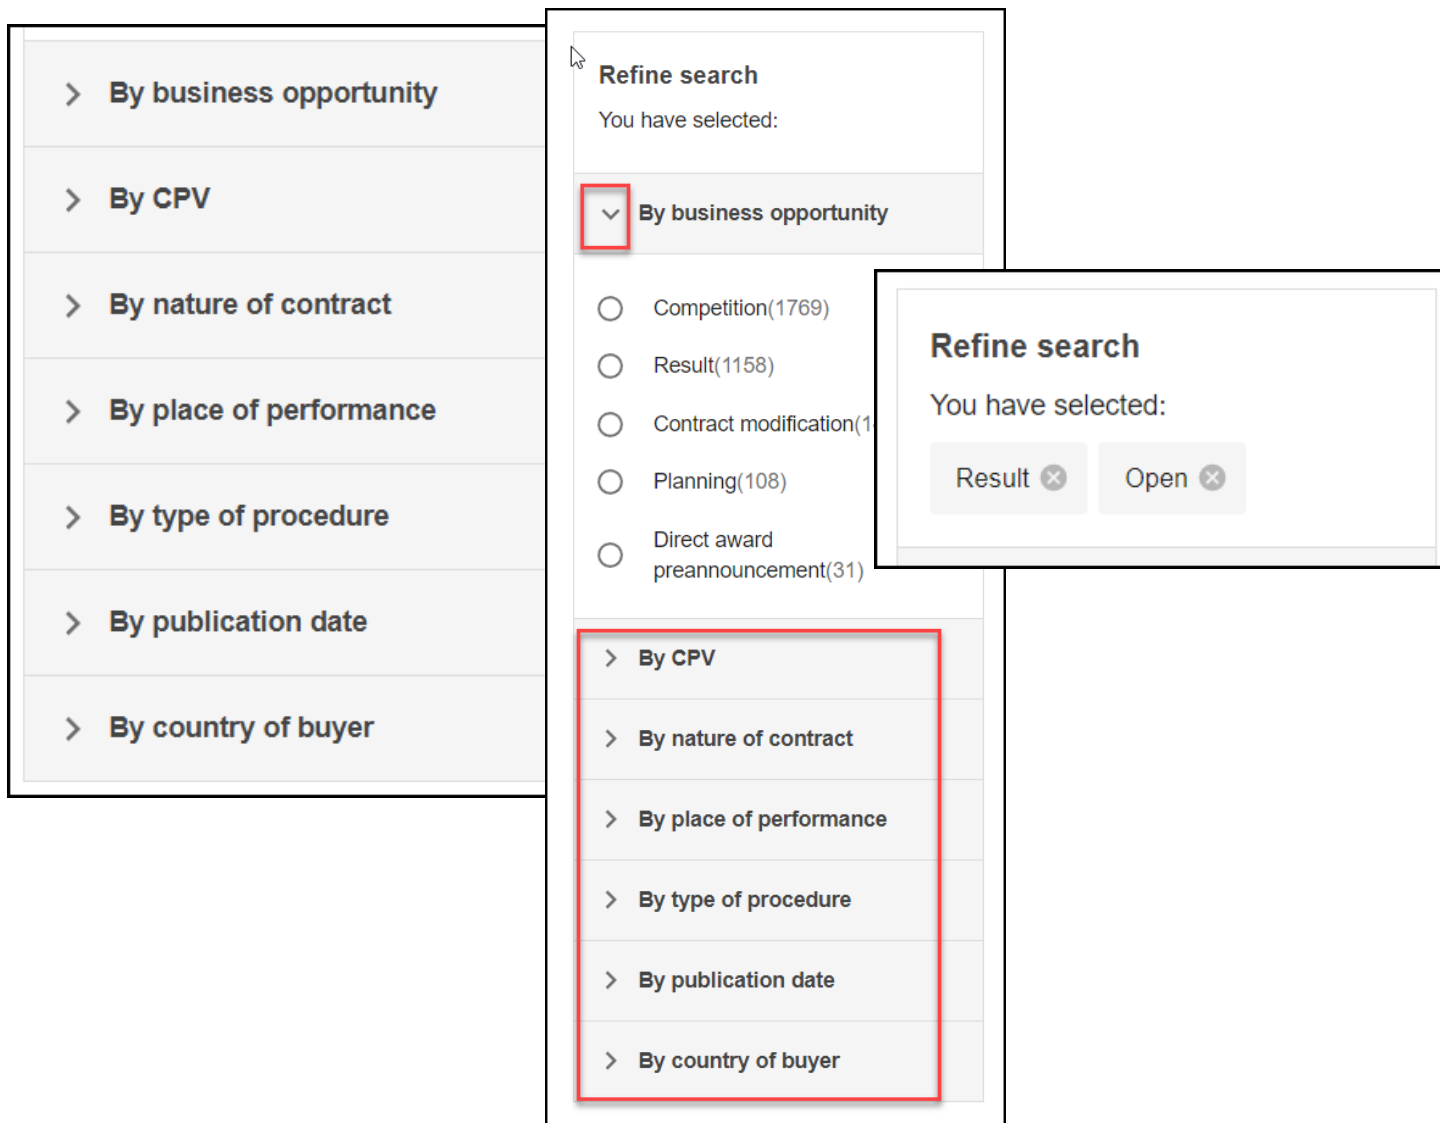 By business opportunity
By CPV
By nature of contract
By place of performance
By type of procedure
By publication date
By country of buyer
Refine search
You have selected:
By business opportunity
Competition(1769)
Result(1158)
Contract modification(1
Planning(108)
Direct award
preannouncement(31)
By CPV
By nature of contract
By place of performance
By type of procedure
By publication date
By country of buyer
Refine search
You have selected:
Result Open